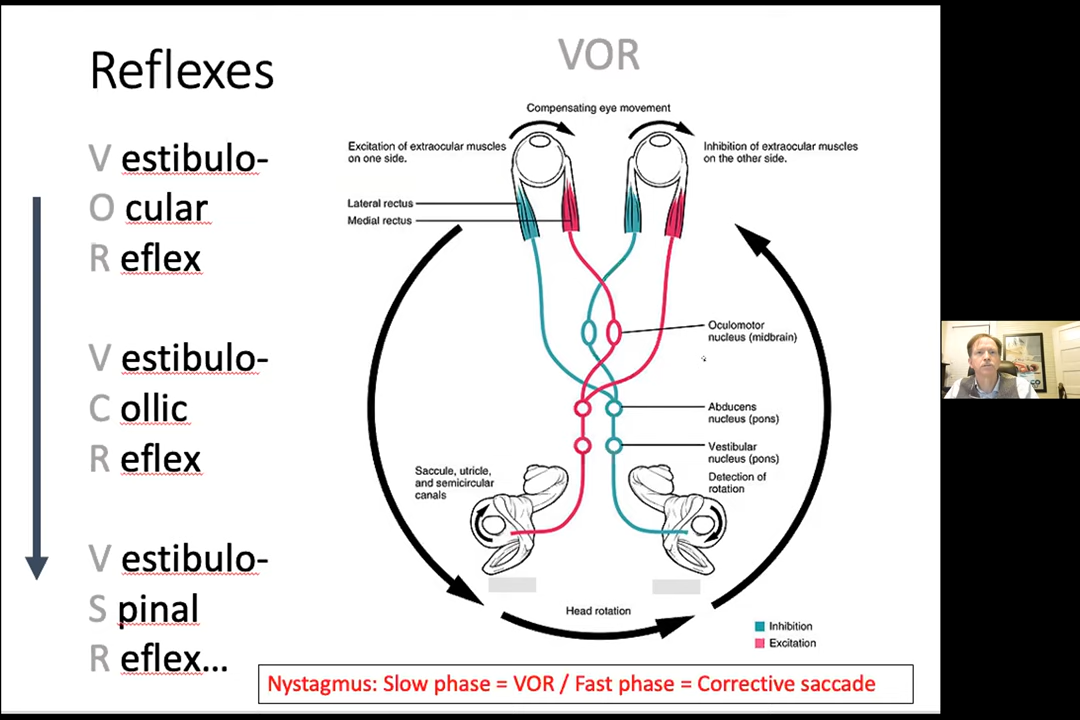 Reflexes
V estibulo-
O cular
R eflex
V estibulo-
C ollic
R eflex
V estibulo-
S pinal
R eflex...
VOR
Compensating eye movement
Excitation of extraocular muscles
on one side.
Inhibition of extraocular muscles
on the other side.
Lateral rectus
Medial rectus
Oculomotor
nucleus (midbrain)
Abducens
nucleus (pons)
Vestibular
nucleus (pons)
Saccule, utricle,
and semicircular
canals
Detection of
rotation
Head rotation
Inhibition
Excitation
Nystagmus: Slow phase = VOR / Fast phase = Corrective saccade